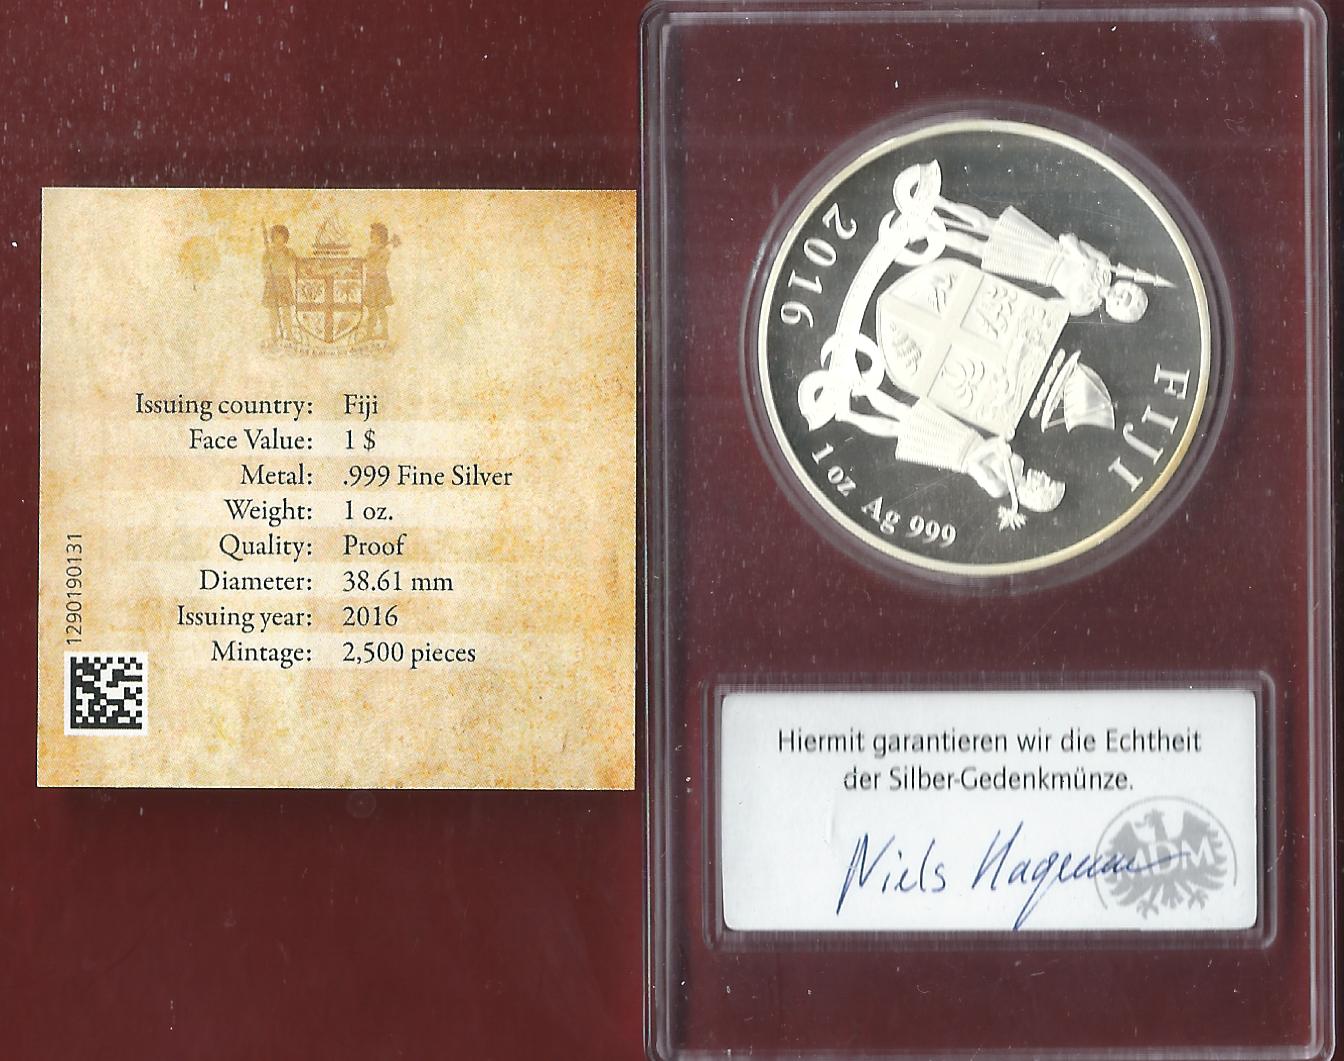 Issuing country: Fiji
Face Value: 1 $
Metal: .999 Fine Silver
Weight: 1 oz.
Quality: Proof
Diameter: 38.61 mm
Issuing year: 2016
Mintage: 2,500 pieces
1290190131
FIJI
2016
1 oz Ag 999
Hiermit garantieren wir die Echtheit
der Silber-Gedenkmünze.
Niels
MDM